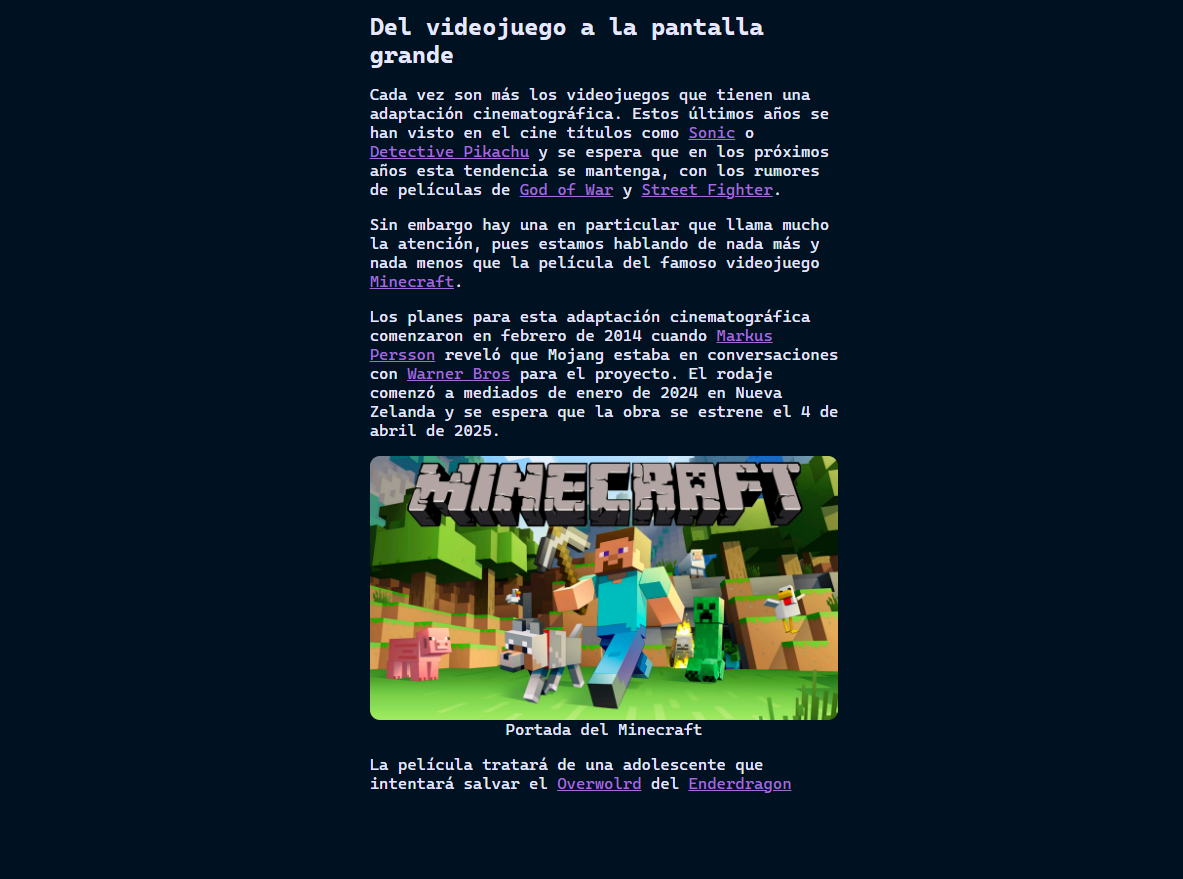 Del videojuego a la pantalla
grande
Cada vez son más los videojuegos que tienen una
adaptación cinematográfica. Estos últimos años se
han visto en el cine títulos como Sonic o
Detective Pikachu y se espera que en los próximos
años esta tendencia se mantenga, con los rumores
de películas de God of War y Street Fighter.
Sin embargo hay una en particular que llama mucho
la atención, pues estamos hablando de nada más y
nada menos que la película del famoso videojuego
Minecraft.
Los planes para esta adaptación cinematográfica
comenzaron en febrero de 2014 cuando Markus
Persson reveló que Mojang estaba en conversaciones
con Warner Bros para el proyecto. El rodaje
comenzó a mediados de enero de 2024 en Nueva
Zelanda y se espera que la obra se estrene el 4 de
abril de 2025.
MINECRAFT
Portada del Minecraft
La película tratará de una adolescente que
intentará salvar el Overwolrd del Enderdragon